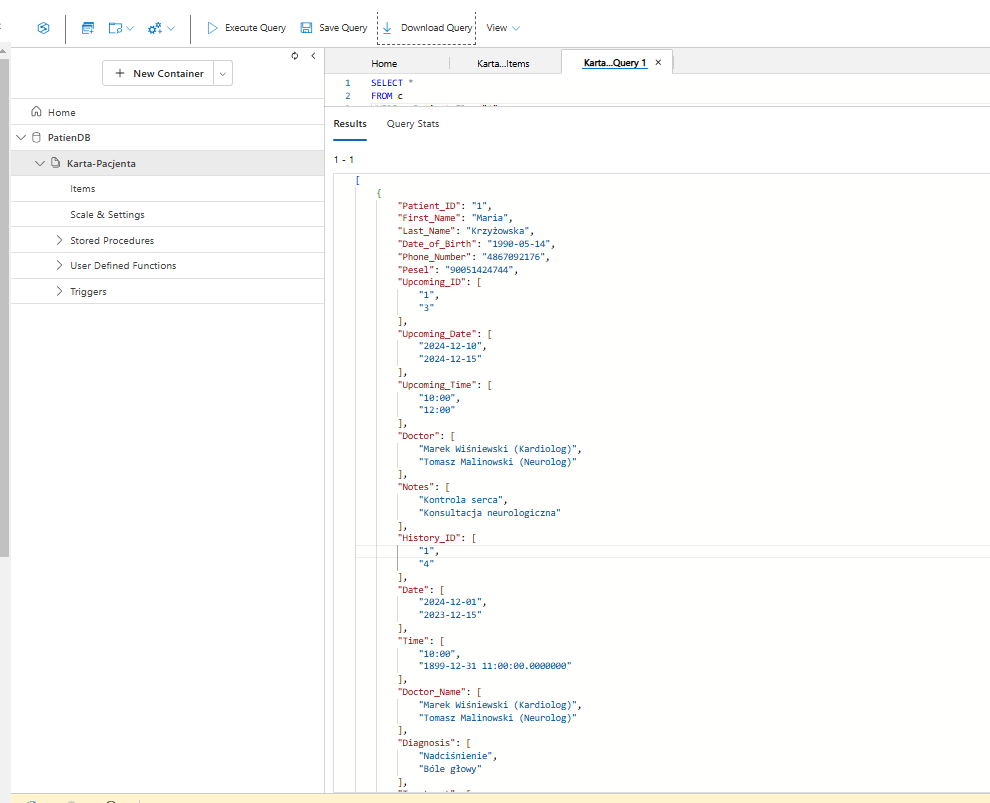 Execute Query Save Query Download Query View
New Container
Home
PatienDB
Karta-Pacjenta
Items
Scale & Settings
Stored Procedures
User Defined Functions
Triggers
Home Karta...Items Karta...Query 1
1 SELECT *
2 FROM c
Results Query Stats
1 - 1
[
{
"Patient_ID": "1",
"First_Name": "Maria",
"Last_Name": "Krzyżowska",
"Date_of_Birth": "1990-05-14",
"Phone_Number": "4867092176",
"Pesel": "90051424744",
"Upcoming_ID": [
"1",
"3"
],
"Upcoming_Date": [
"2024-12-10",
"2024-12-15"
],
"Upcoming_Time": [
"10:00",
"12:00"
],
"Doctor": [
"Marek Wiśniewski (Kardiolog)",
"Tomasz Malinowski (Neurolog)"
],
"Notes": [
"Kontrola serca",
"Konsultacja neurologiczna"
],
"History_ID": [
"1",
"4"
],
"Date": [
"2024-12-01",
"2023-12-15"
],
"Time": [
"10:00",
"1899-12-31 11:00:00.0000000"
],
"Doctor_Name": [
"Marek Wiśniewski (Kardiolog)",
"Tomasz Malinowski (Neurolog)"
],
"Diagnosis": [
"Nadciśnienie",
"Bóle głowy"
],